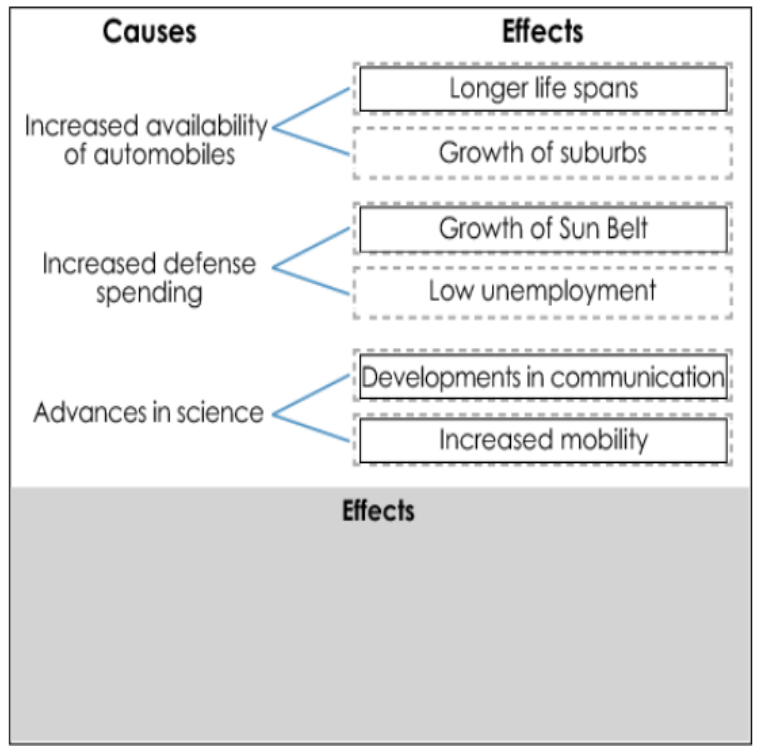 Causes
Effects
Increased availability
of automobiles
Longer life spans
Growth of suburbs
Increased defense
spending
Growth of Sun Belt
Low unemployment
Advances in science
Developments in communication
Increased mobility
Effects